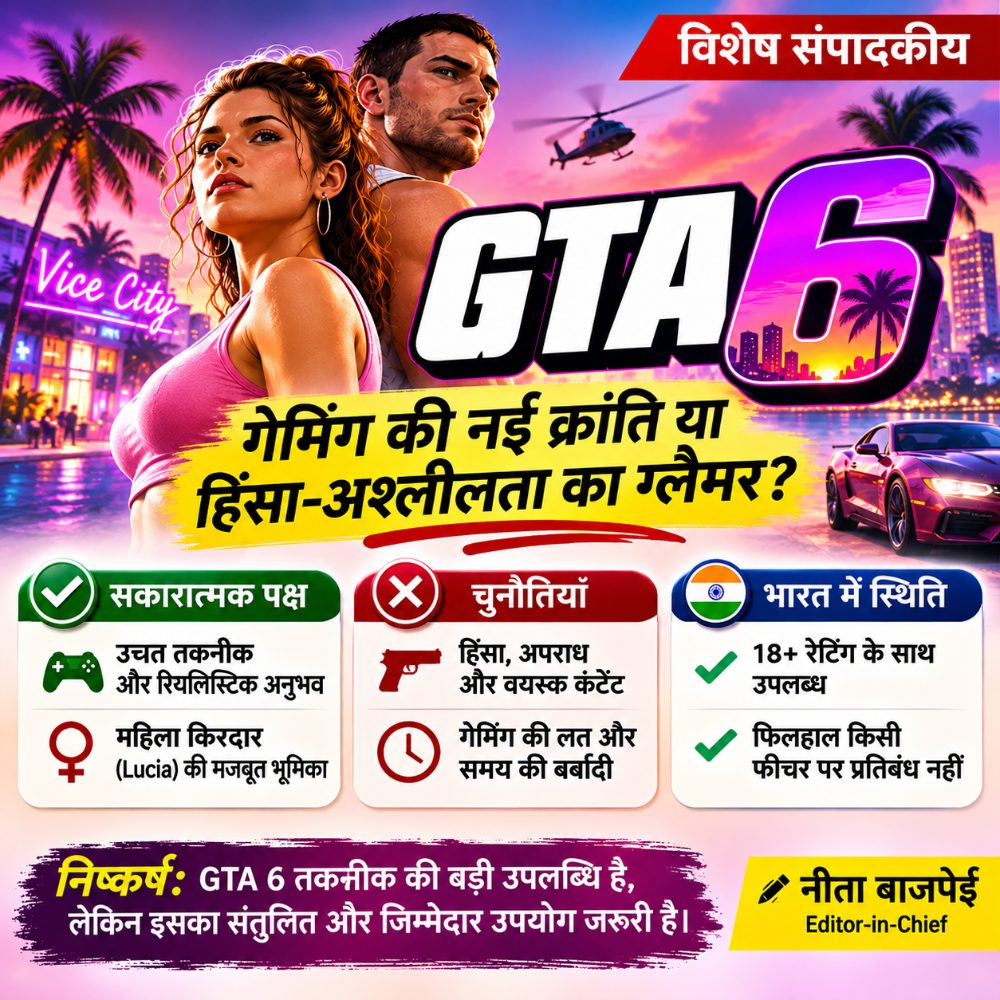 विशेष संपादकीय
Vice City
GTA 6
गेमिंग की नई क्रांति या
हिंसा-अश्लीलता का ग्लैमर?
सकारात्मक पक्ष
उचत तकनीक
और रियलिस्टिक अनुभव
महिला किरदार
(Lucia) की मजबूत भूमिका
चुनौतियाँ
हिंसा, अपराध
और वयस्क कंटेंट
गेमिंग की लत और
समय की बर्बादी
भारत में स्थिति
18+ रेटिंग के साथ
उपलब्ध
फिलहाल किसी
फीचर पर प्रतिबंध नहीं
निष्कर्ष: GTA 6 तकनीक की बड़ी उपलब्धि है,
लेकिन इसका संतुलित और जिम्मेदार उपयोग जरूरी है।
नीता बाजपेई
Editor-in-Chief